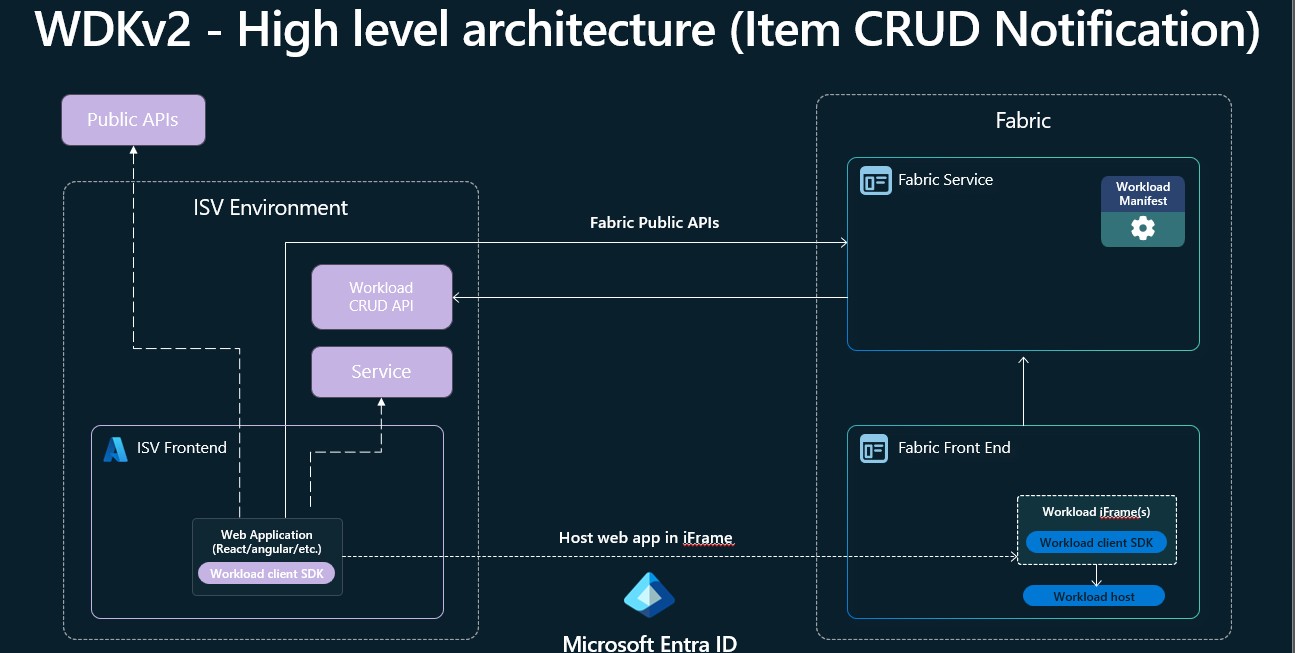 WDKv2 - High level architecture (Item CRUD Notification)
Public APIs
ISV Environment
Fabric
Fabric Service
Workload
Manifest
Fabric Public APIs
Workload
CRUD API
Service
ISV Frontend
Fabric Front End
Web Application
(React/angular/etc.)
Workload client SDK
Host web app in iFrame
Workload iFrame(s)
Workload client SDK
Workload host
Microsoft Entra ID